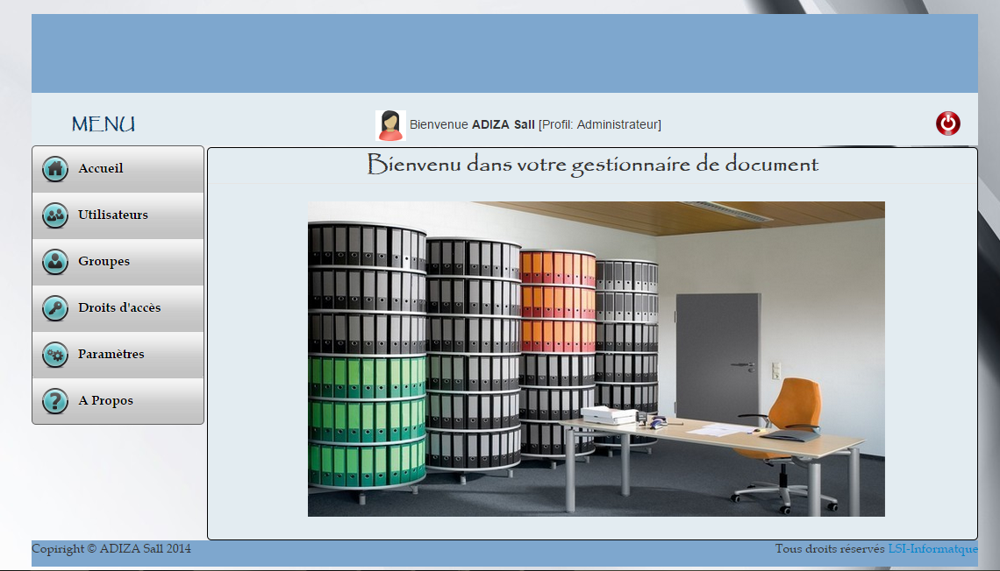 MENU
Bienvenue ADIZA Sall [Profil: Administrateur]
Accueil
Utilisateurs
Groupes
Droits d'accès
Paramètres
A Propos
Bienvenu dans votre gestionnaire de document
Copiright © ADIZA Sall 2014
Tous droits réservés LSI-Informatque